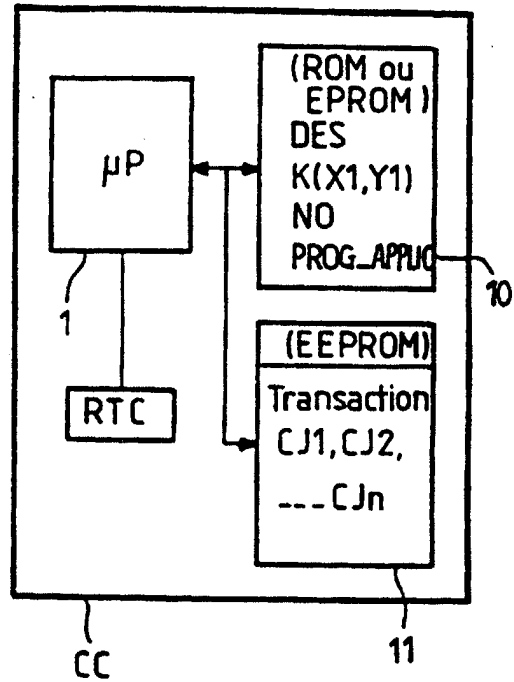 µP
(ROM ou
EPROM)
DES
K(X1,Y1)
NO
PROG_APPLIC
10
1
RTC
(EEPROM)
Transaction
CJ1,CJ2,
---CJn
11
CC